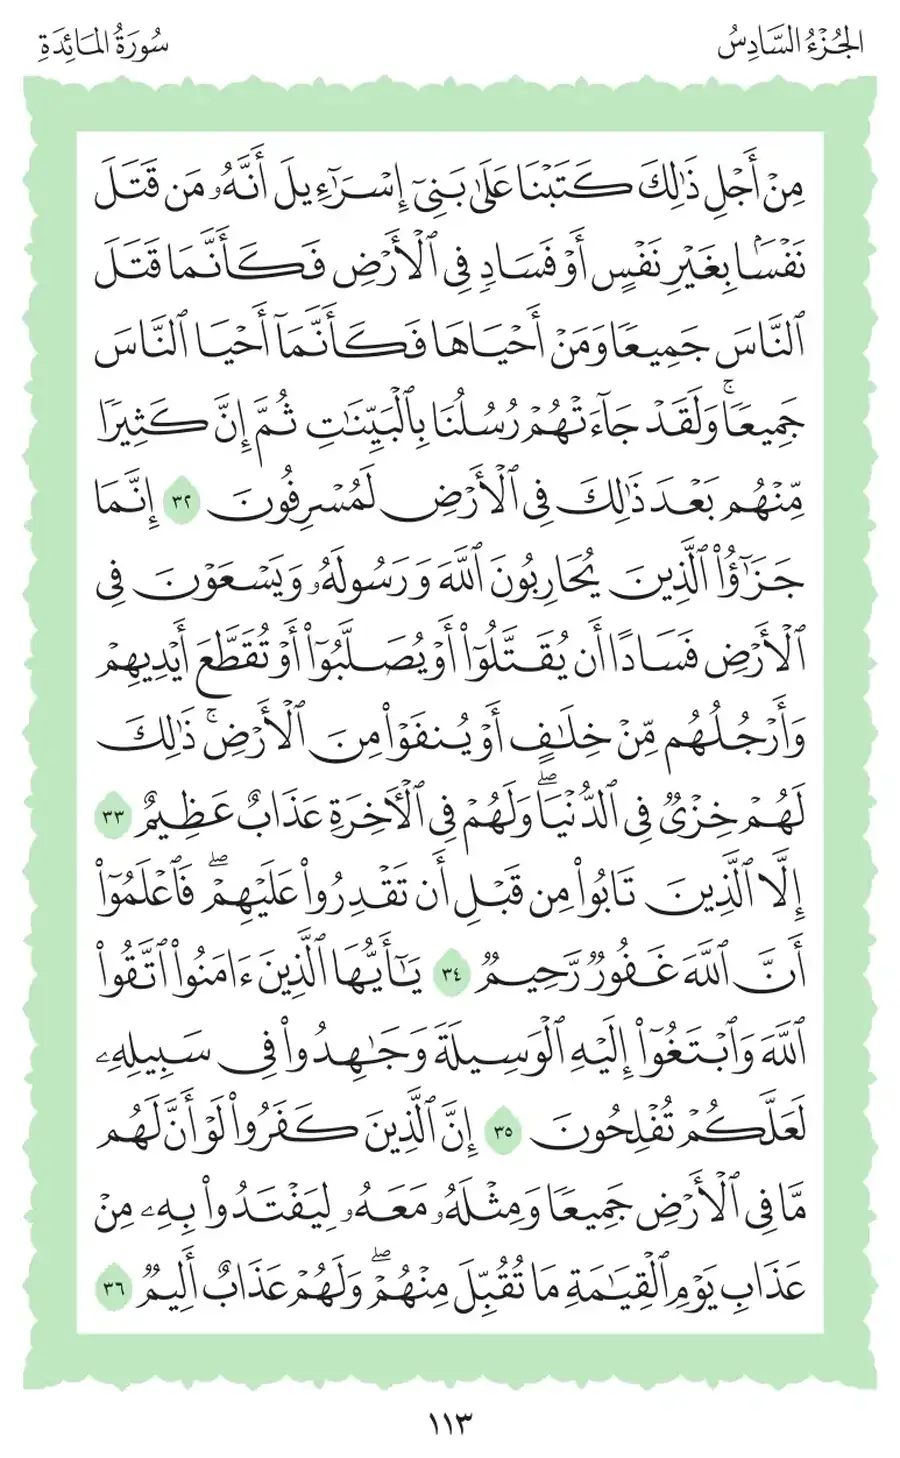 الجُزْءُ السَّادِسُ
سُورَةُ المَائِدَةِ
مِنْ أَجْلِ ذَٰلِكَ كَتَبْنَا عَلَىٰ بَنِىٓ إِسْرَٰٓءِيلَ أَنَّهُۥ مَن قَتَلَ
نَفْسَۢا بِغَيْرِ نَفْسٍ أَوْ فَسَادٍ فِى ٱلْأَرْضِ فَكَأَنَّمَا قَتَلَ
ٱلنَّاسَ جَمِيعًا وَمَنْ أَحْيَاهَا فَكَأَنَّمَآ أَحْيَا ٱلنَّاسَ
جَمِيعًاۚ وَلَقَدْ جَآءَتْهُمْ رُسُلُنَا بِٱلْبَيِّنَٰتِ ثُمَّ إِنَّ كَثِيرًا
مِّنْهُم بَعْدَ ذَٰلِكَ فِى ٱلْأَرْضِ لَمُسْرِفُونَ ٣٢ إِنَّمَا
جَزَٰٓؤُا۟ ٱلَّذِينَ يُحَارِبُونَ ٱللَّهَ وَرَسُولَهُۥ وَيَسْعَوْنَ فِى
ٱلْأَرْضِ فَسَادًا أَن يُقَتَّلُوٓا۟ أَوْ يُصَلَّبُوٓا۟ أَوْ تُقَطَّعَ أَيْدِيهِمْ
وَأَرْجُلُهُم مِّنْ خِلَٰفٍ أَوْ يُنفَوْا۟ مِنَ ٱلْأَرْضِۚ ذَٰلِكَ
لَهُمْ خِزْىٌ فِى ٱلدُّنْيَاۖ وَلَهُمْ فِى ٱلْأَخِرَةِ عَذَابٌ عَظِيمٌ ٣٣
إِلَّا ٱلَّذِينَ تَابُوا۟ مِن قَبْلِ أَن تَقْدِرُوا۟ عَلَيْهِمْۖ فَٱعْلَمُوٓا۟
أَنَّ ٱللَّهَ غَفُورٌ رَّحِيمٌ ٣٤ يَٰٓأَيُّهَا ٱلَّذِينَ ءَامَنُوا۟ ٱتَّقُوا۟
ٱللَّهَ وَٱبْتَغُوٓا۟ إِلَيْهِ ٱلْوَسِيلَةَ وَجَٰهِدُوا۟ فِى سَبِيلِهِۦ
لَعَلَّكُمْ تُفْلِحُونَ ٣٥ إِنَّ ٱلَّذِينَ كَفَرُوا۟ لَوْ أَنَّ لَهُم
مَّا فِى ٱلْأَرْضِ جَمِيعًا وَمِثْلَهُۥ مَعَهُۥ لِيَفْتَدُوا۟ بِهِۦ مِنْ
عَذَابِ يَوْمِ ٱلْقِيَٰمَةِ مَا تُقُبِّلَ مِنْهُمْۖ وَلَهُمْ عَذَابٌ أَلِيمٌ ٣٦
١١٣